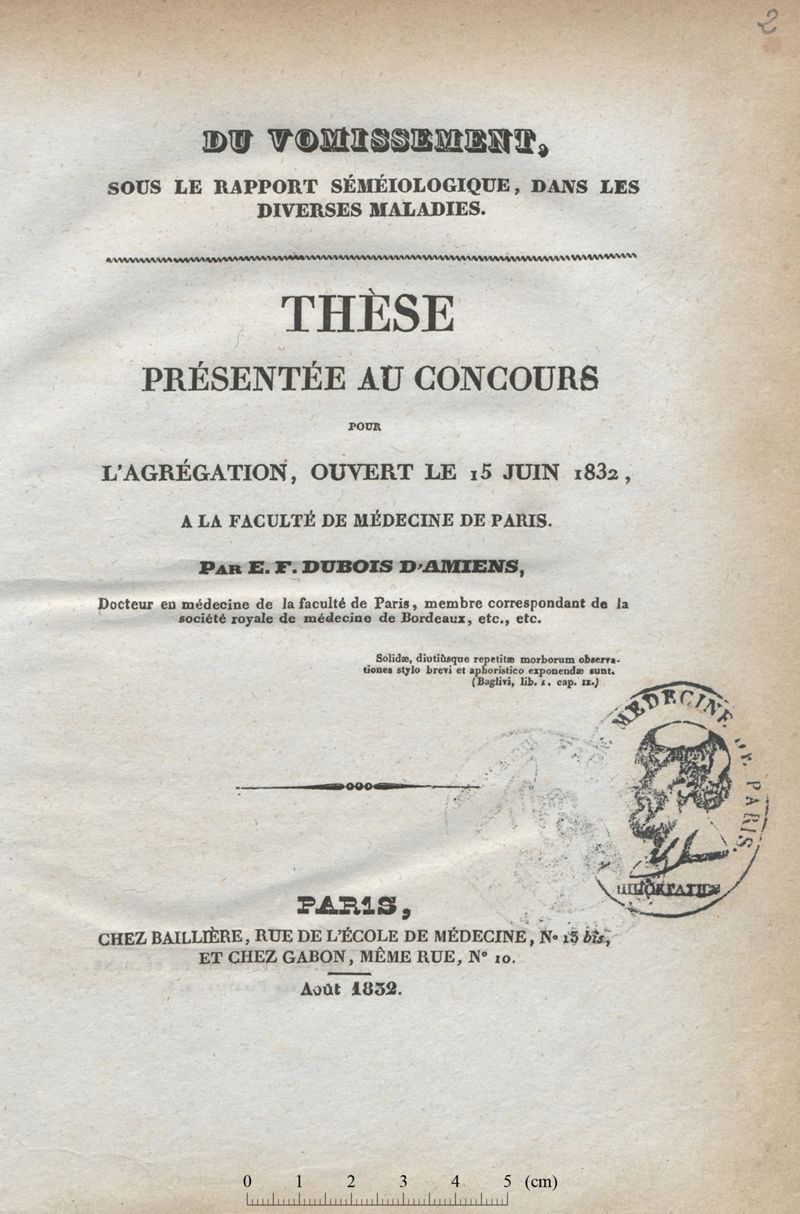 2
DU VOMISSEMENT,
SOUS LE RAPPORT SÉMÉIOLOGIQUE, DANS LES
DIVERSES MALADIES.
THÈSE
PRÉSENTÉE AU CONCOURS
POUR
L'AGRÉGATION, OUVERT LE 15 JUIN 1832,
A LA FACULTÉ DE MÉDECINE DE PARIS.
PAR E. F. DUBOIS D'AMIENS,
Docteur en médecine de la faculté de Paris, membre correspondant de la
société royale de médecine de Bordeaux, etc., etc.
Solidæ, diutiùsque repetitæ morborum observa-
tiones stylo brevi et aphoristico exponendæ sunt.
(Baglivi, lib. I. cap. IX.)
MEDECINE DE PARIS.
PARIS,
CHEZ BAILLIÈRE, RUE DE L'ÉCOLE DE MÉDECINE, N° 13 bis,
ET CHEZ GABON, MÊME RUE, N° 10.
Août 1832.
0 1 2 3 4 5 (cm)